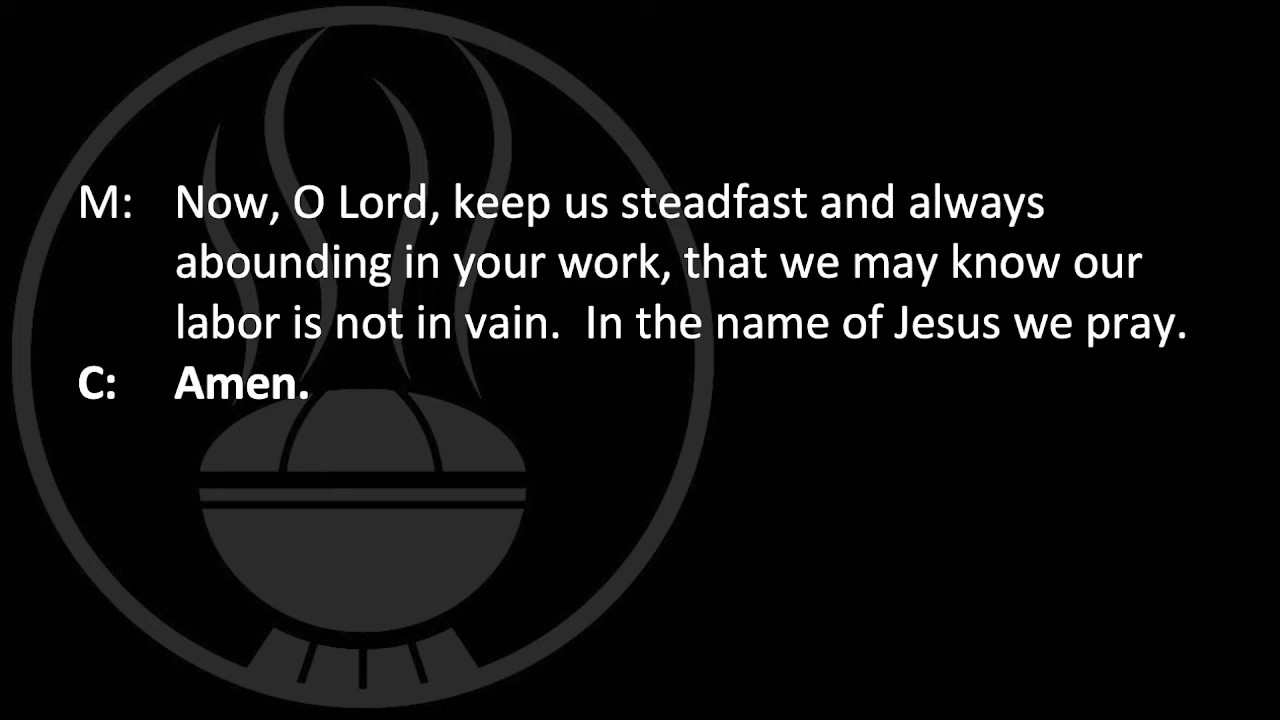 M: Now, O Lord, keep us steadfast and always
abounding in your work, that we may know our
labor is not in vain.  In the name of Jesus we pray.
C: Amen.